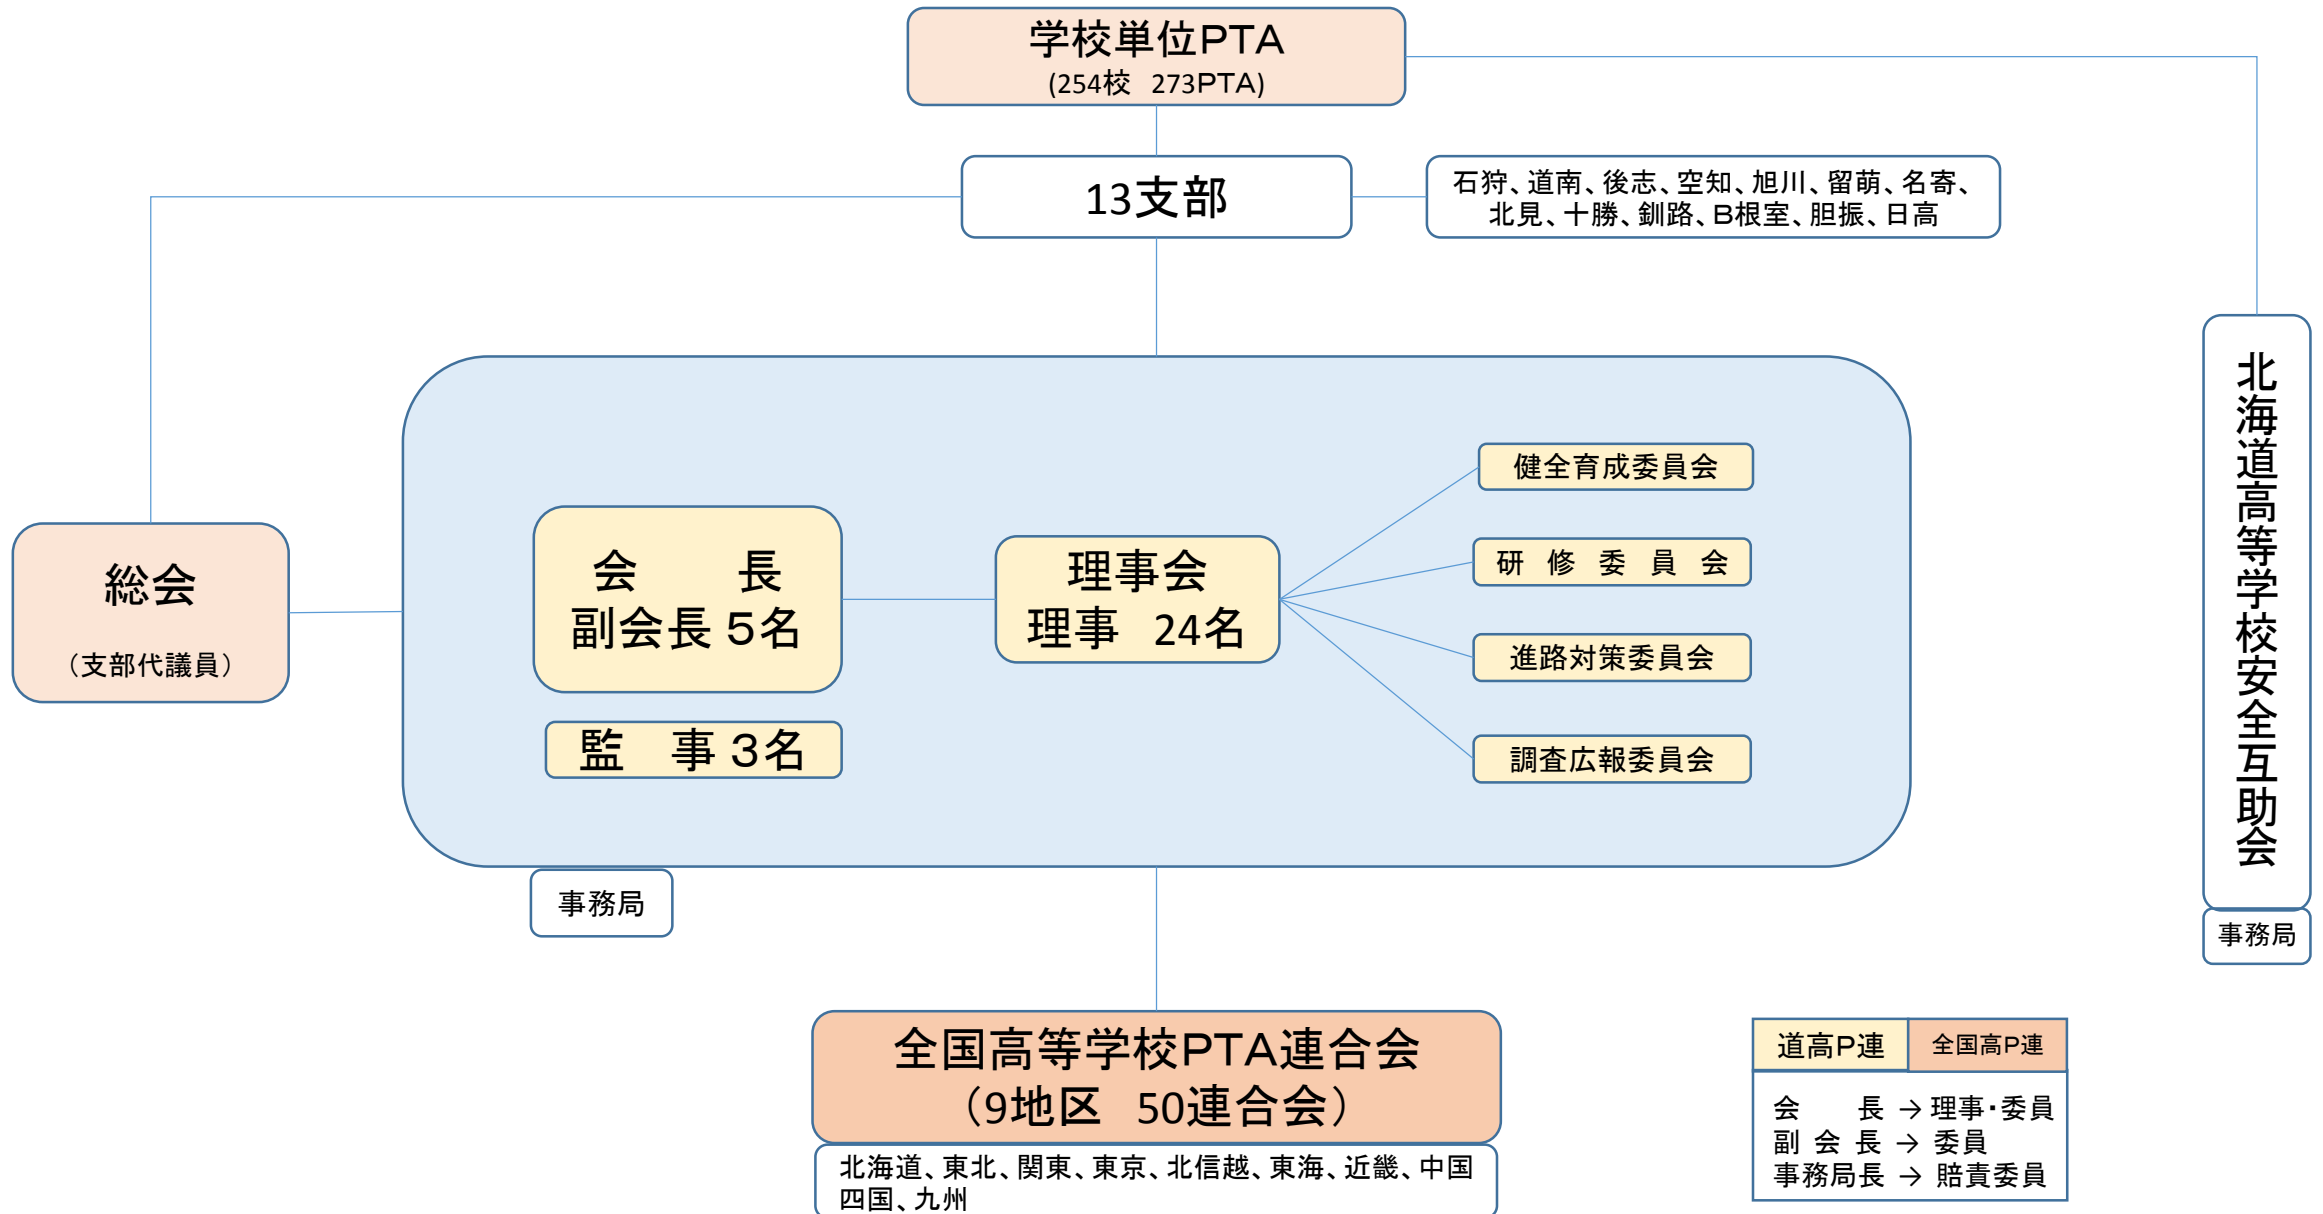 学校単位PTA
(254校　273PTA)
13支部
石狩、道南、後志、空知、旭川、留萌、名寄、
北見、十勝、釧路、B根室、胆振、日高
北海道高等学校安全互助会
事務局
総会
（支部代議員）
会　　長
副会長 5名
監　事 3名
理事会
理事　24名
健全育成委員会
研　修　委　員　会
進路対策委員会
調査広報委員会
事務局
全国高等学校PTA連合会
（9地区　50連合会）
北海道、東北、関東、東京、北信越、東海、近畿、中国
四国、九州
道高P連
全国高P連
会　　長 → 理事・委員
副 会 長 → 委員
事務局長 → 賠責委員